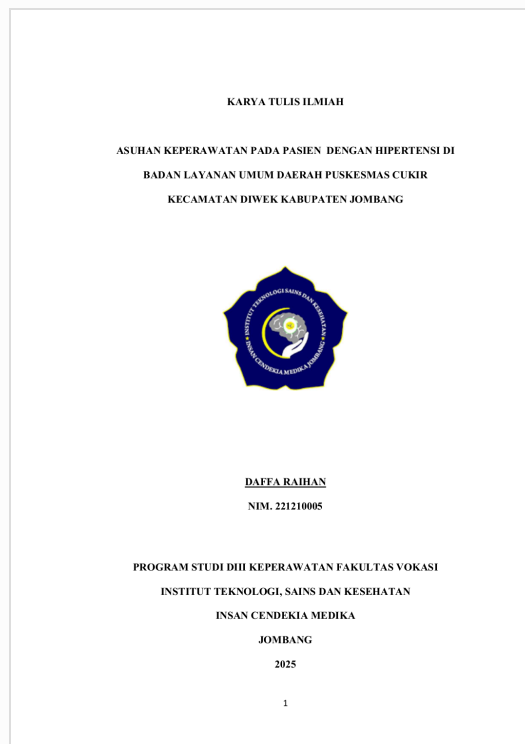 KARYA TULIS ILMIAH
ASUHAN KEPERAWATAN PADA PASIEN DENGAN HIPERTENSI DI
BADAN LAYANAN UMUM DAERAH PUSKESMAS CUKIR
KECAMATAN DIWEK KABUPATEN JOMBANG
INSTITUT TEKNOLOGI SAINS DAN KESEHATAN
INSAN CENDEKIA MEDIKA JOMBANG
DAFFA RAIHAN
NIM. 221210005
PROGRAM STUDI DIII KEPERAWATAN FAKULTAS VOKASI
INSTITUT TEKNOLOGI, SAINS DAN KESEHATAN
INSAN CENDEKIA MEDIKA
JOMBANG
2025
1